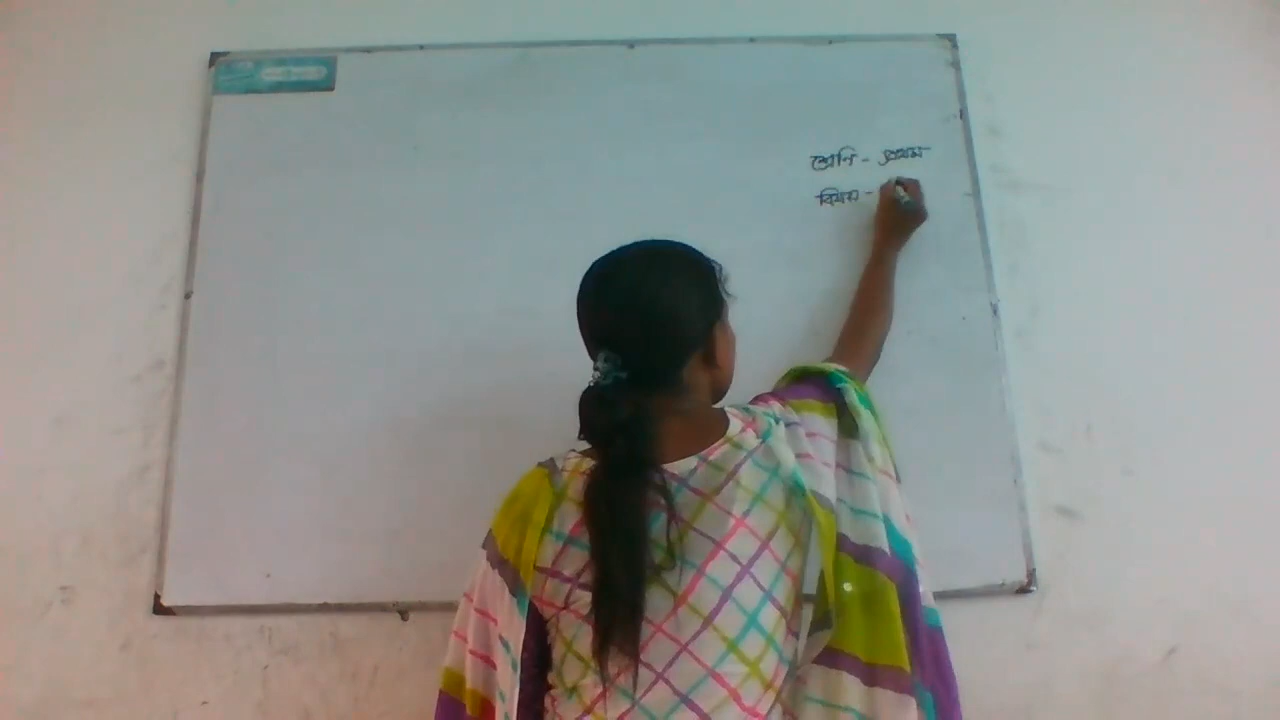 শ্রেনি - প্রথম
বিষয় -